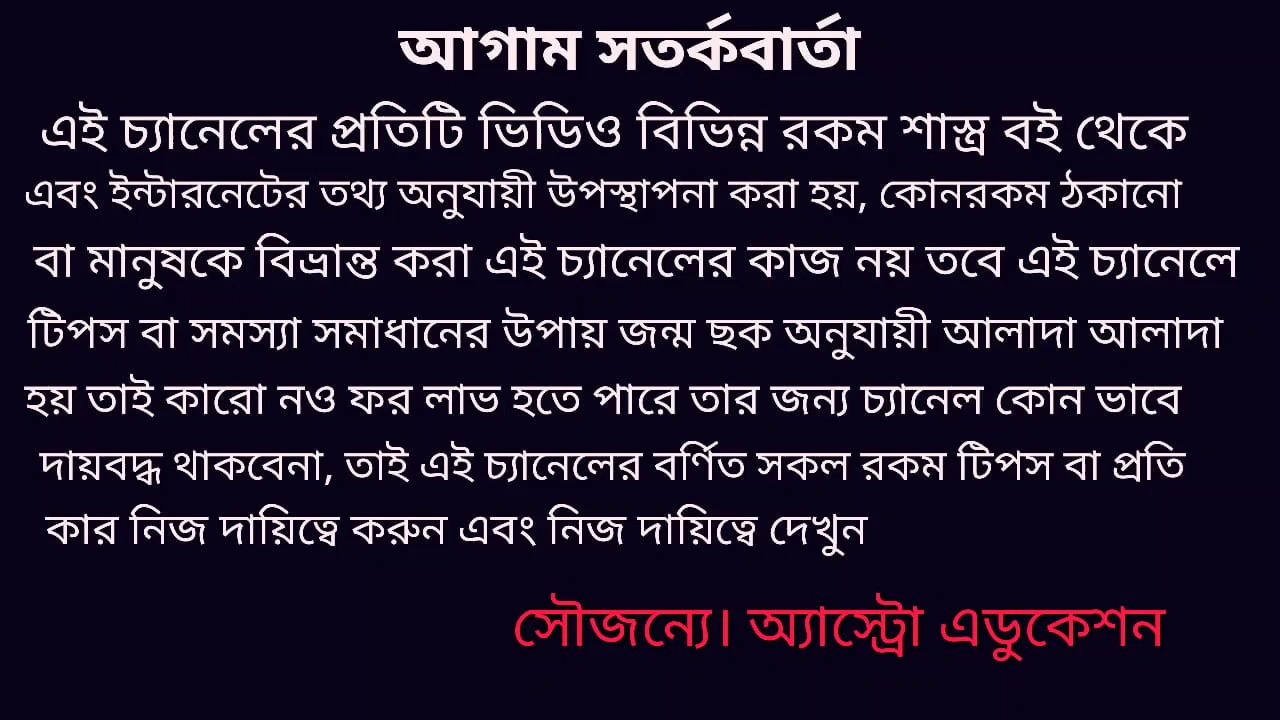 আগাম সতর্কবার্তা
এই চ্যানেলের প্রতিটি ভিডিও বিভিন্ন রকম শাস্ত্র বই থেকে
এবং ইন্টারনেটের তথ্য অনুযায়ী উপস্থাপনা করা হয়, কোনরকম ঠকানো
বা মানুষকে বিভ্রান্ত করা এই চ্যানেলের কাজ নয় তবে এই চ্যানেলে
টিপস বা সমস্যা সমাধানের উপায় জন্ম ছক অনুযায়ী আলাদা আলাদা
হয় তাই কারো নও ফর লাভ হতে পারে তার জন্য চ্যানেল কোন ভাবে
দায়বদ্ধ থাকবেনা, তাই এই চ্যানেলের বর্ণিত সকল রকম টিপস বা প্রতি
কার নিজ দায়িত্বে করুন এবং নিজ দায়িত্বে দেখুন
সৌজন্যে। অ্যাস্ট্রো এডুকেশন